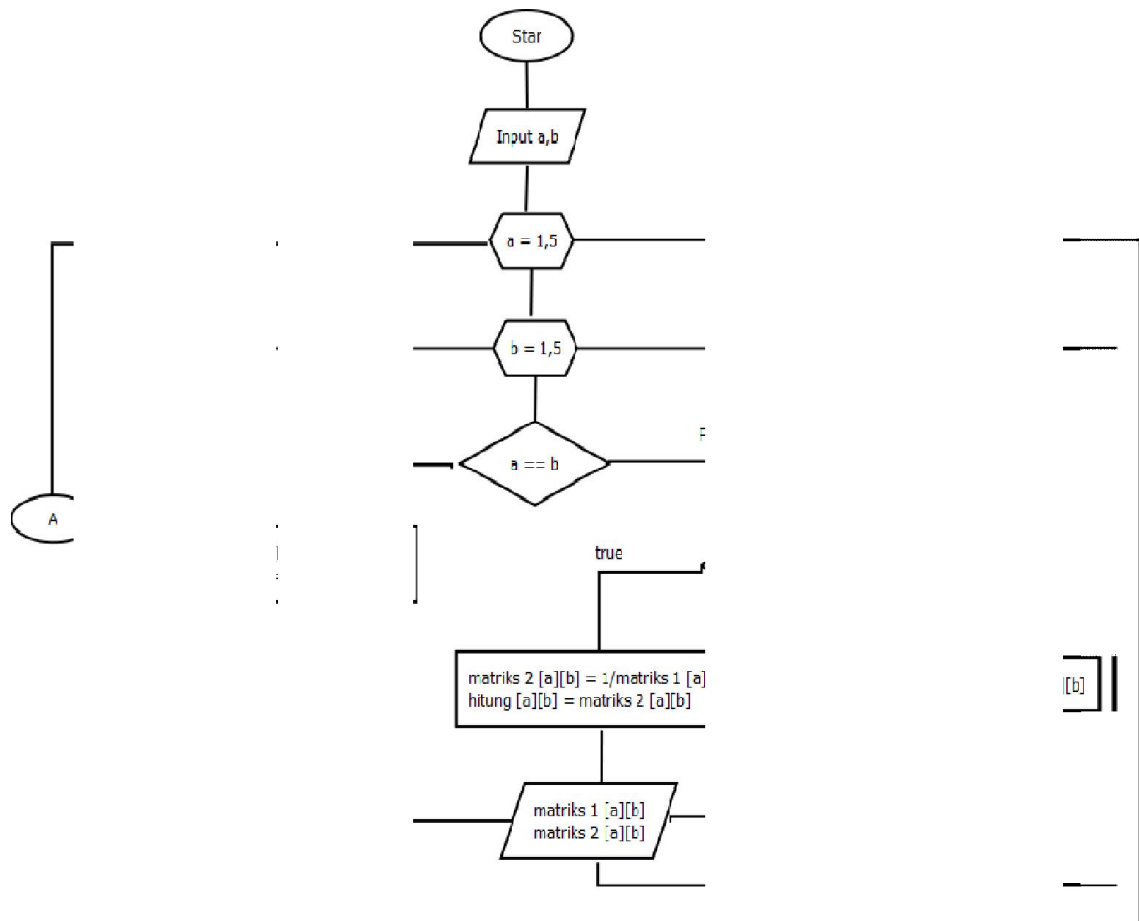 Star
Input a,b
a = 1,5
b = 1,5
a == b
A
true
matriks 2 [a][b] = 1/matriks 1 [a]
hitung [a][b] = matriks 2 [a][b]
[b]
matriks 1 [a][b]
matriks 2 [a][b]